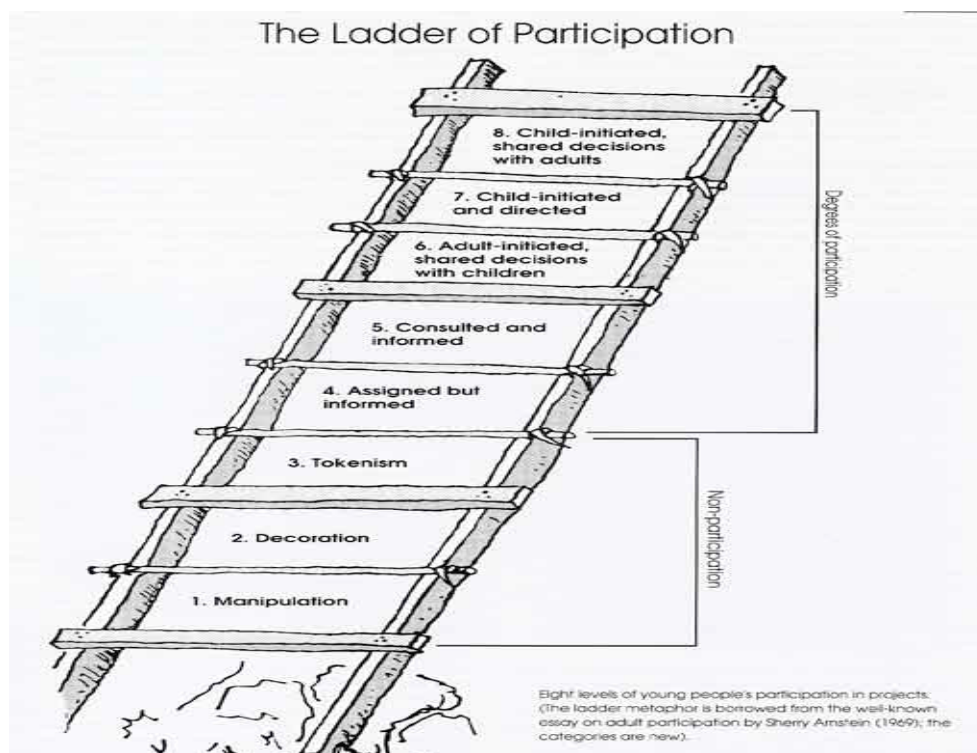 The Ladder of Participation
8. Child-initiated,
shared decisions
with adults
7. Child-initiated
and directed
6. Adult-initiated,
shared decisions
with children
5. Consulted and
informed
4. Assigned but
informed
3. Tokenism
2. Decoration
1. Manipulation
Degrees of participation
Non-participation
Eight levels of young people's participation in projects.
(The ladder metaphor is borrowed from the well-known
essay on adult participation by Sherry Arnstein (1969); the
categories are new).